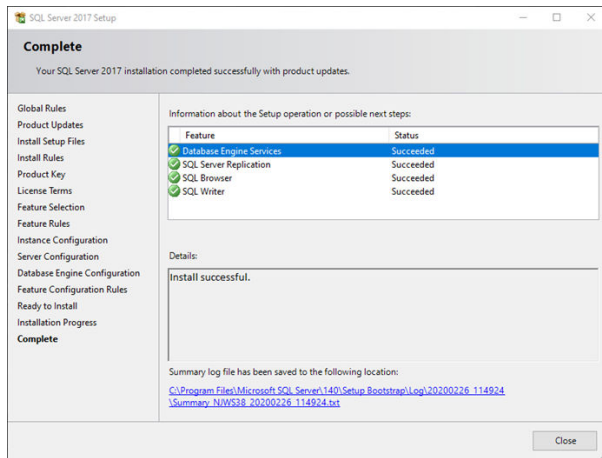 SQL Server 2017 Setup
Complete
Your SQL Server 2017 installation completed successfully with product updates.
Global Rules
Product Updates
Install Setup Files
Install Rules
Product Key
License Terms
Feature Selection
Feature Rules
Instance Configuration
Server Configuration
Database Engine Configuration
Feature Configuration Rules
Ready to Install
Installation Progress
Complete
Information about the Setup operation or possible next steps:
Feature Status
Database Engine Services Succeeded
SQL Server Replication Succeeded
SQL Browser Succeeded
SQL Writer Succeeded
Details:
Install successful.
Summary log file has been saved to the following location:
C:\Program Files\Microsoft SQL Server\140\Setup Bootstrap\Log\20200226_114924
\Summary_NJWS38_20200226_114924.txt
Close